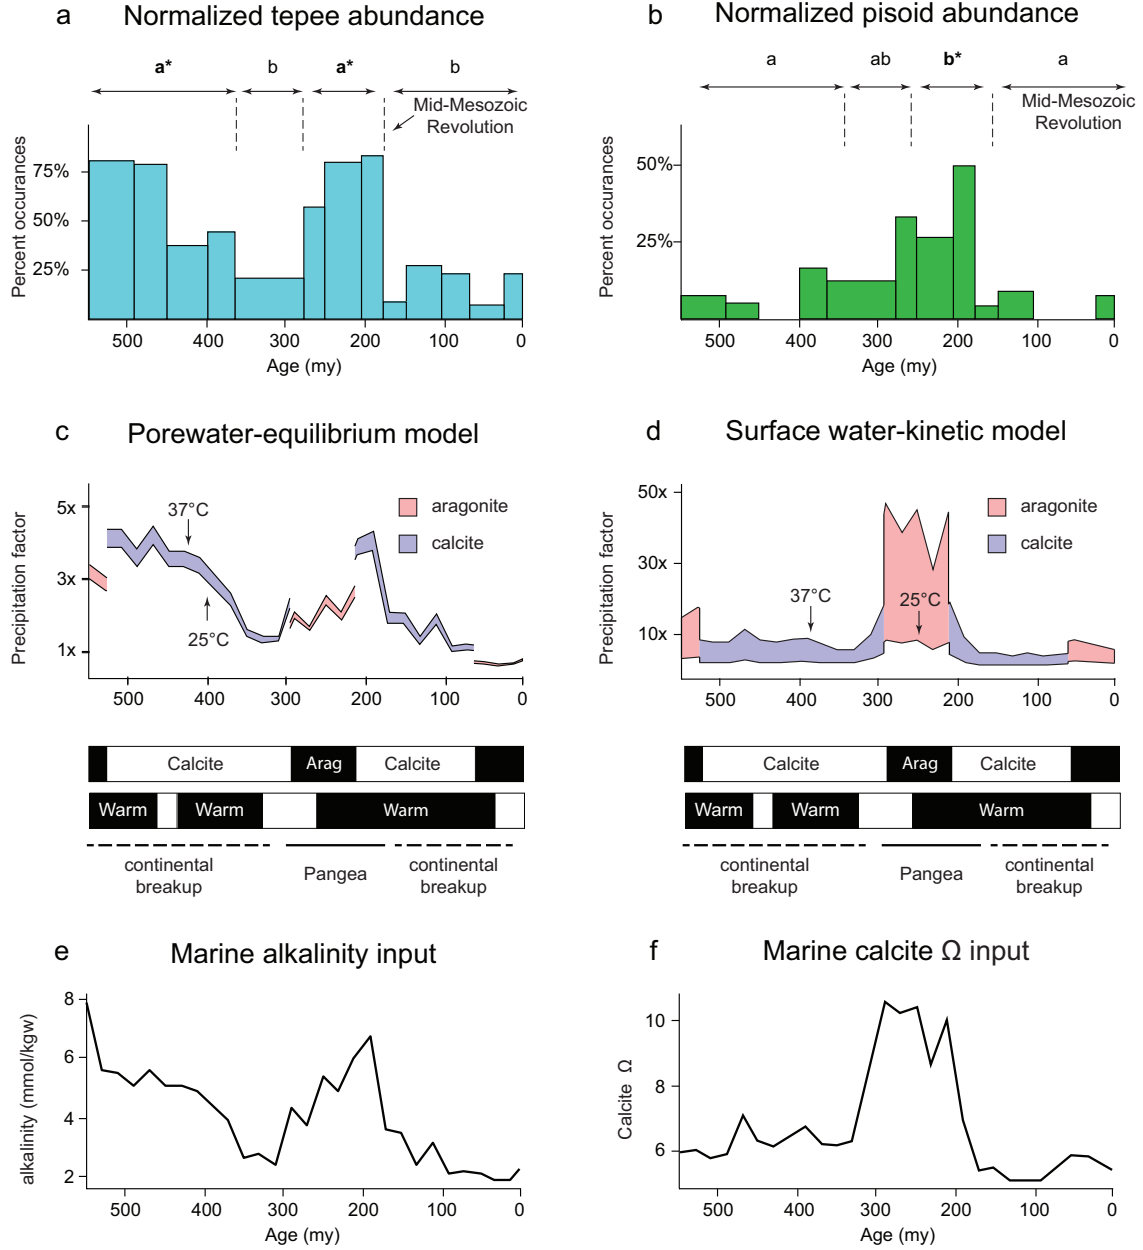 a
Normalized tepee abundance
a*
b
a*
b
Mid-Mesozoic
Revolution
Percent occurances
75%
50%
25%
500
400
300
200
100
0
Age (my)
b
Normalized pisoid abundance
a
ab
b*
a
Mid-Mesozoic
Revolution
Percent occurances
50%
25%
500
400
300
200
100
0
Age (my)
c
Porewater-equilibrium model
Precipitation factor
5x
3x
1x
37°C
25°C
aragonite
calcite
500
400
300
200
100
0
d
Surface water-kinetic model
Precipitation factor
50x
30x
10x
37°C
25°C
aragonite
calcite
500
400
300
200
100
0
Calcite
Arag
Calcite
Warm
Warm
Warm
continental
breakup
Pangea
continental
breakup
Calcite
Arag
Calcite
Warm
Warm
Warm
continental
breakup
Pangea
continental
breakup
e
Marine alkalinity input
alkalinity (mmol/kgw)
8
6
4
2
500
400
300
200
100
0
Age (my)
f
Marine calcite Ω input
Calcite Ω
10
8
6
500
400
300
200
100
0
Age (my)